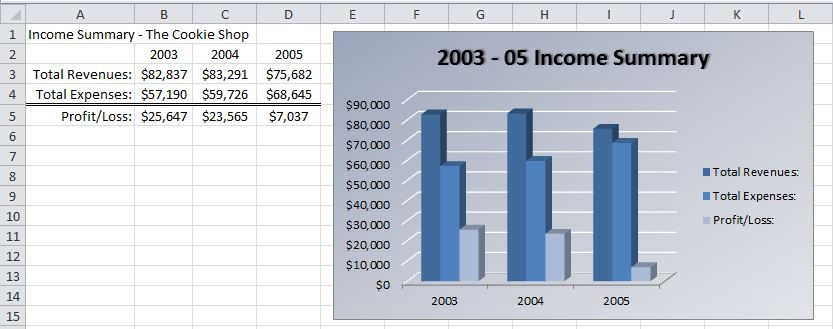 A B C D E F G H I J K L
1 Income Summary - The Cookie Shop
2 2003 2004 2005
3 Total Revenues: $82,837 $83,291 $75,682
4 Total Expenses: $57,190 $59,726 $68,645
5 Profit/Loss: $25,647 $23,565 $7,037
6
7
8
9
10
11
12
13
14
15
2003 - 05 Income Summary
$90,000
$80,000
$70,000
$60,000
$50,000
$40,000
$30,000
$20,000
$10,000
$0
2003 2004 2005
Total Revenues:
Total Expenses:
Profit/Loss: